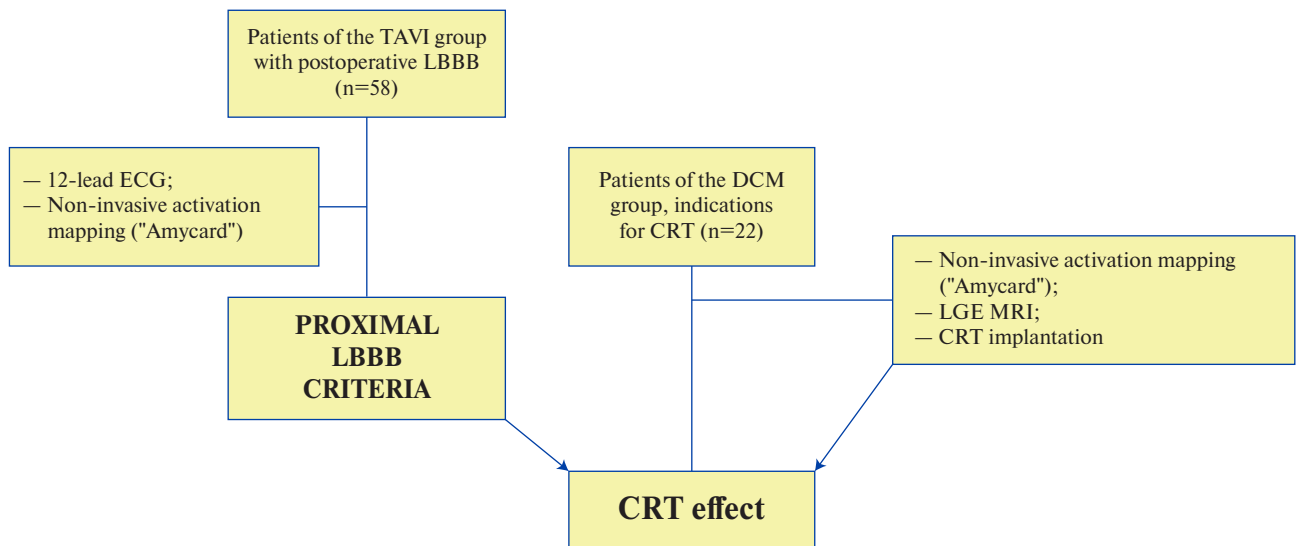 Patients of the TAVI group
with postoperative LBBB
(n=58)
— 12-lead ECG;
— Non-invasive activation
mapping ("Amycard")
PROXIMAL
LBBB
CRITERIA
Patients of the DCM
group, indications
for CRT (n=22)
— Non-invasive activation mapping
("Amycard");
— LGE MRI;
— CRT implantation
CRT effect